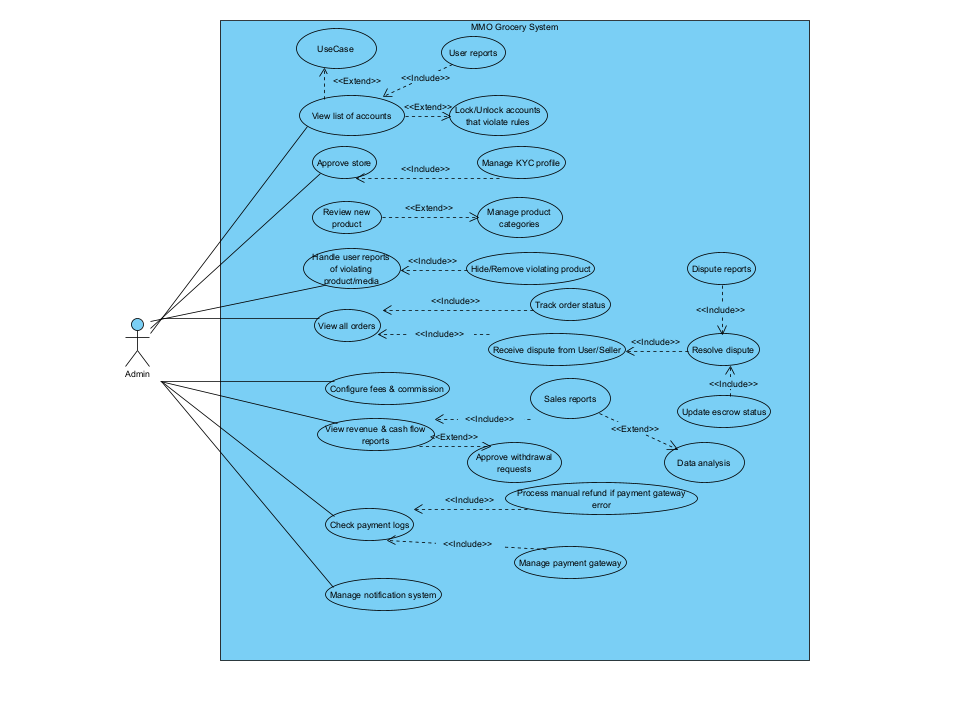 MMO Grocery System
UseCase
User reports
<<Extend>>
<<Include>>
View list of accounts
<<Extend>>
Lock/Unlock accounts
that violate rules
Approve store
<<Include>>
Manage KYC profile
Review new
product
<<Extend>>
Manage product
categories
Handle user reports
of violating
product/media
<<Include>>
Hide/Remove violating product
Dispute reports
<<Include>>
Track order status
<<Include>>
View all orders
<<Include>>
Receive dispute from User/Seller
<<Include>>
Resolve dispute
Admin
<<Include>>
Configure fees & commission
Sales reports
Update escrow status
<<Include>>
View revenue & cash flow
reports
<<Extend>>
<<Extend>>
Approve withdrawal
requests
Data analysis
<<Include>>
Process manual refund if payment gateway
error
Check payment logs
<<Include>>
Manage payment gateway
Manage notification system